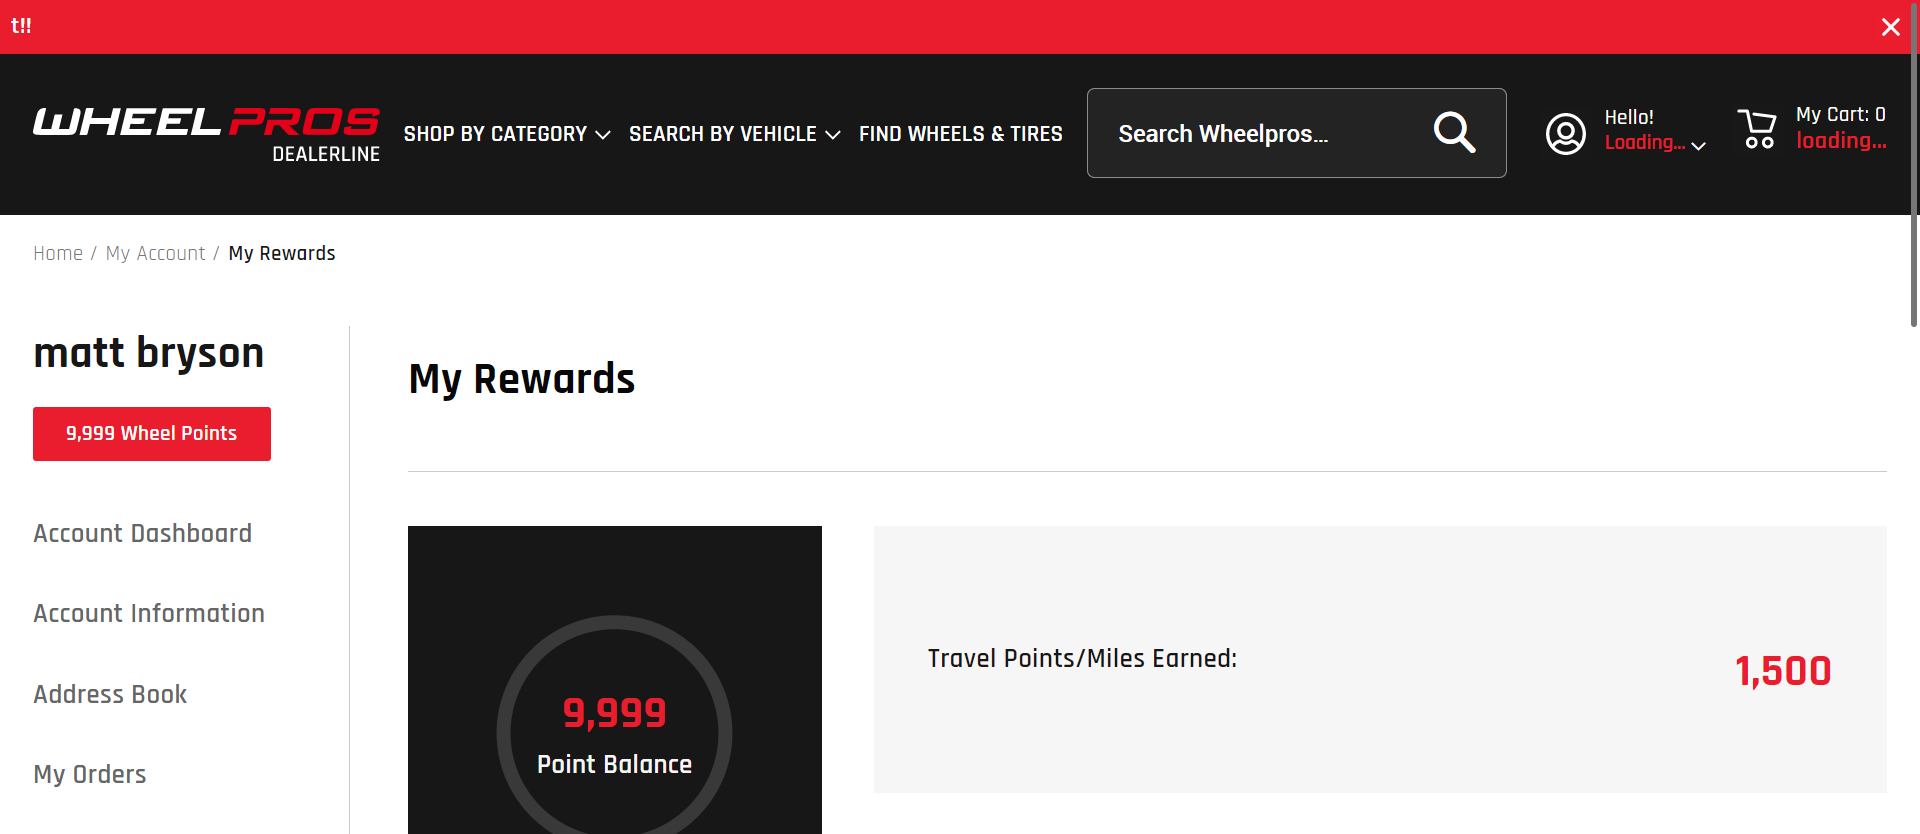 t!!
WHEEL PROS
DEALERLINE
SHOP BY CATEGORY
SEARCH BY VEHICLE
FIND WHEELS & TIRES
Search Wheelpros...
Hello!
Loading...
My Cart: 0
loading...
Home / My Account / My Rewards
matt bryson
9,999 Wheel Points
Account Dashboard
Account Information
Address Book
My Orders
My Rewards
9,999
Point Balance
Travel Points/Miles Earned:
1,500